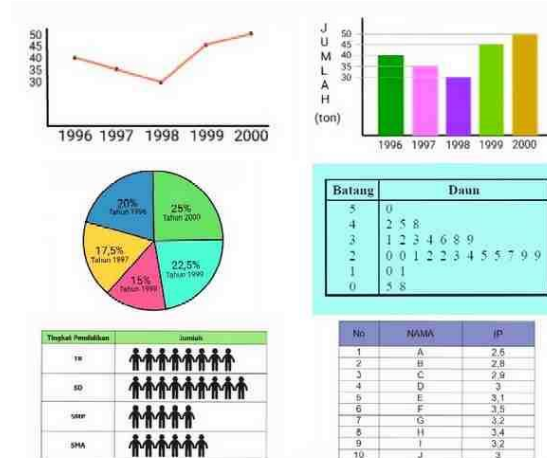 50
45
40
35
30
1996 1997 1998 1999 2000
J
U
M
L
A
H
(ton)
50
45
40
35
30
1996 1997 1998 1999 2000
20%
Tahun 1996
25%
Tahun 2000
17,5%
Tahun 1997
22,5%
Tahun 1999
15%
Tahun 1998
Batang Daun
5 0
4 2 5 8
3 1 2 3 4 6 8 9
2 0 0 1 2 2 3 4 5 5 7 9 9
1 0 1
0 5 8
Tingkat Pendidikan Jumlah
TK
SD
SMP
SMA
No NAMA IP
1 A 2,5
2 B 2,8
3 C 2,9
4 D 3
5 E 3,1
6 F 3,5
7 G 3,2
8 H 3,4
9 I 3,2
10 J 3